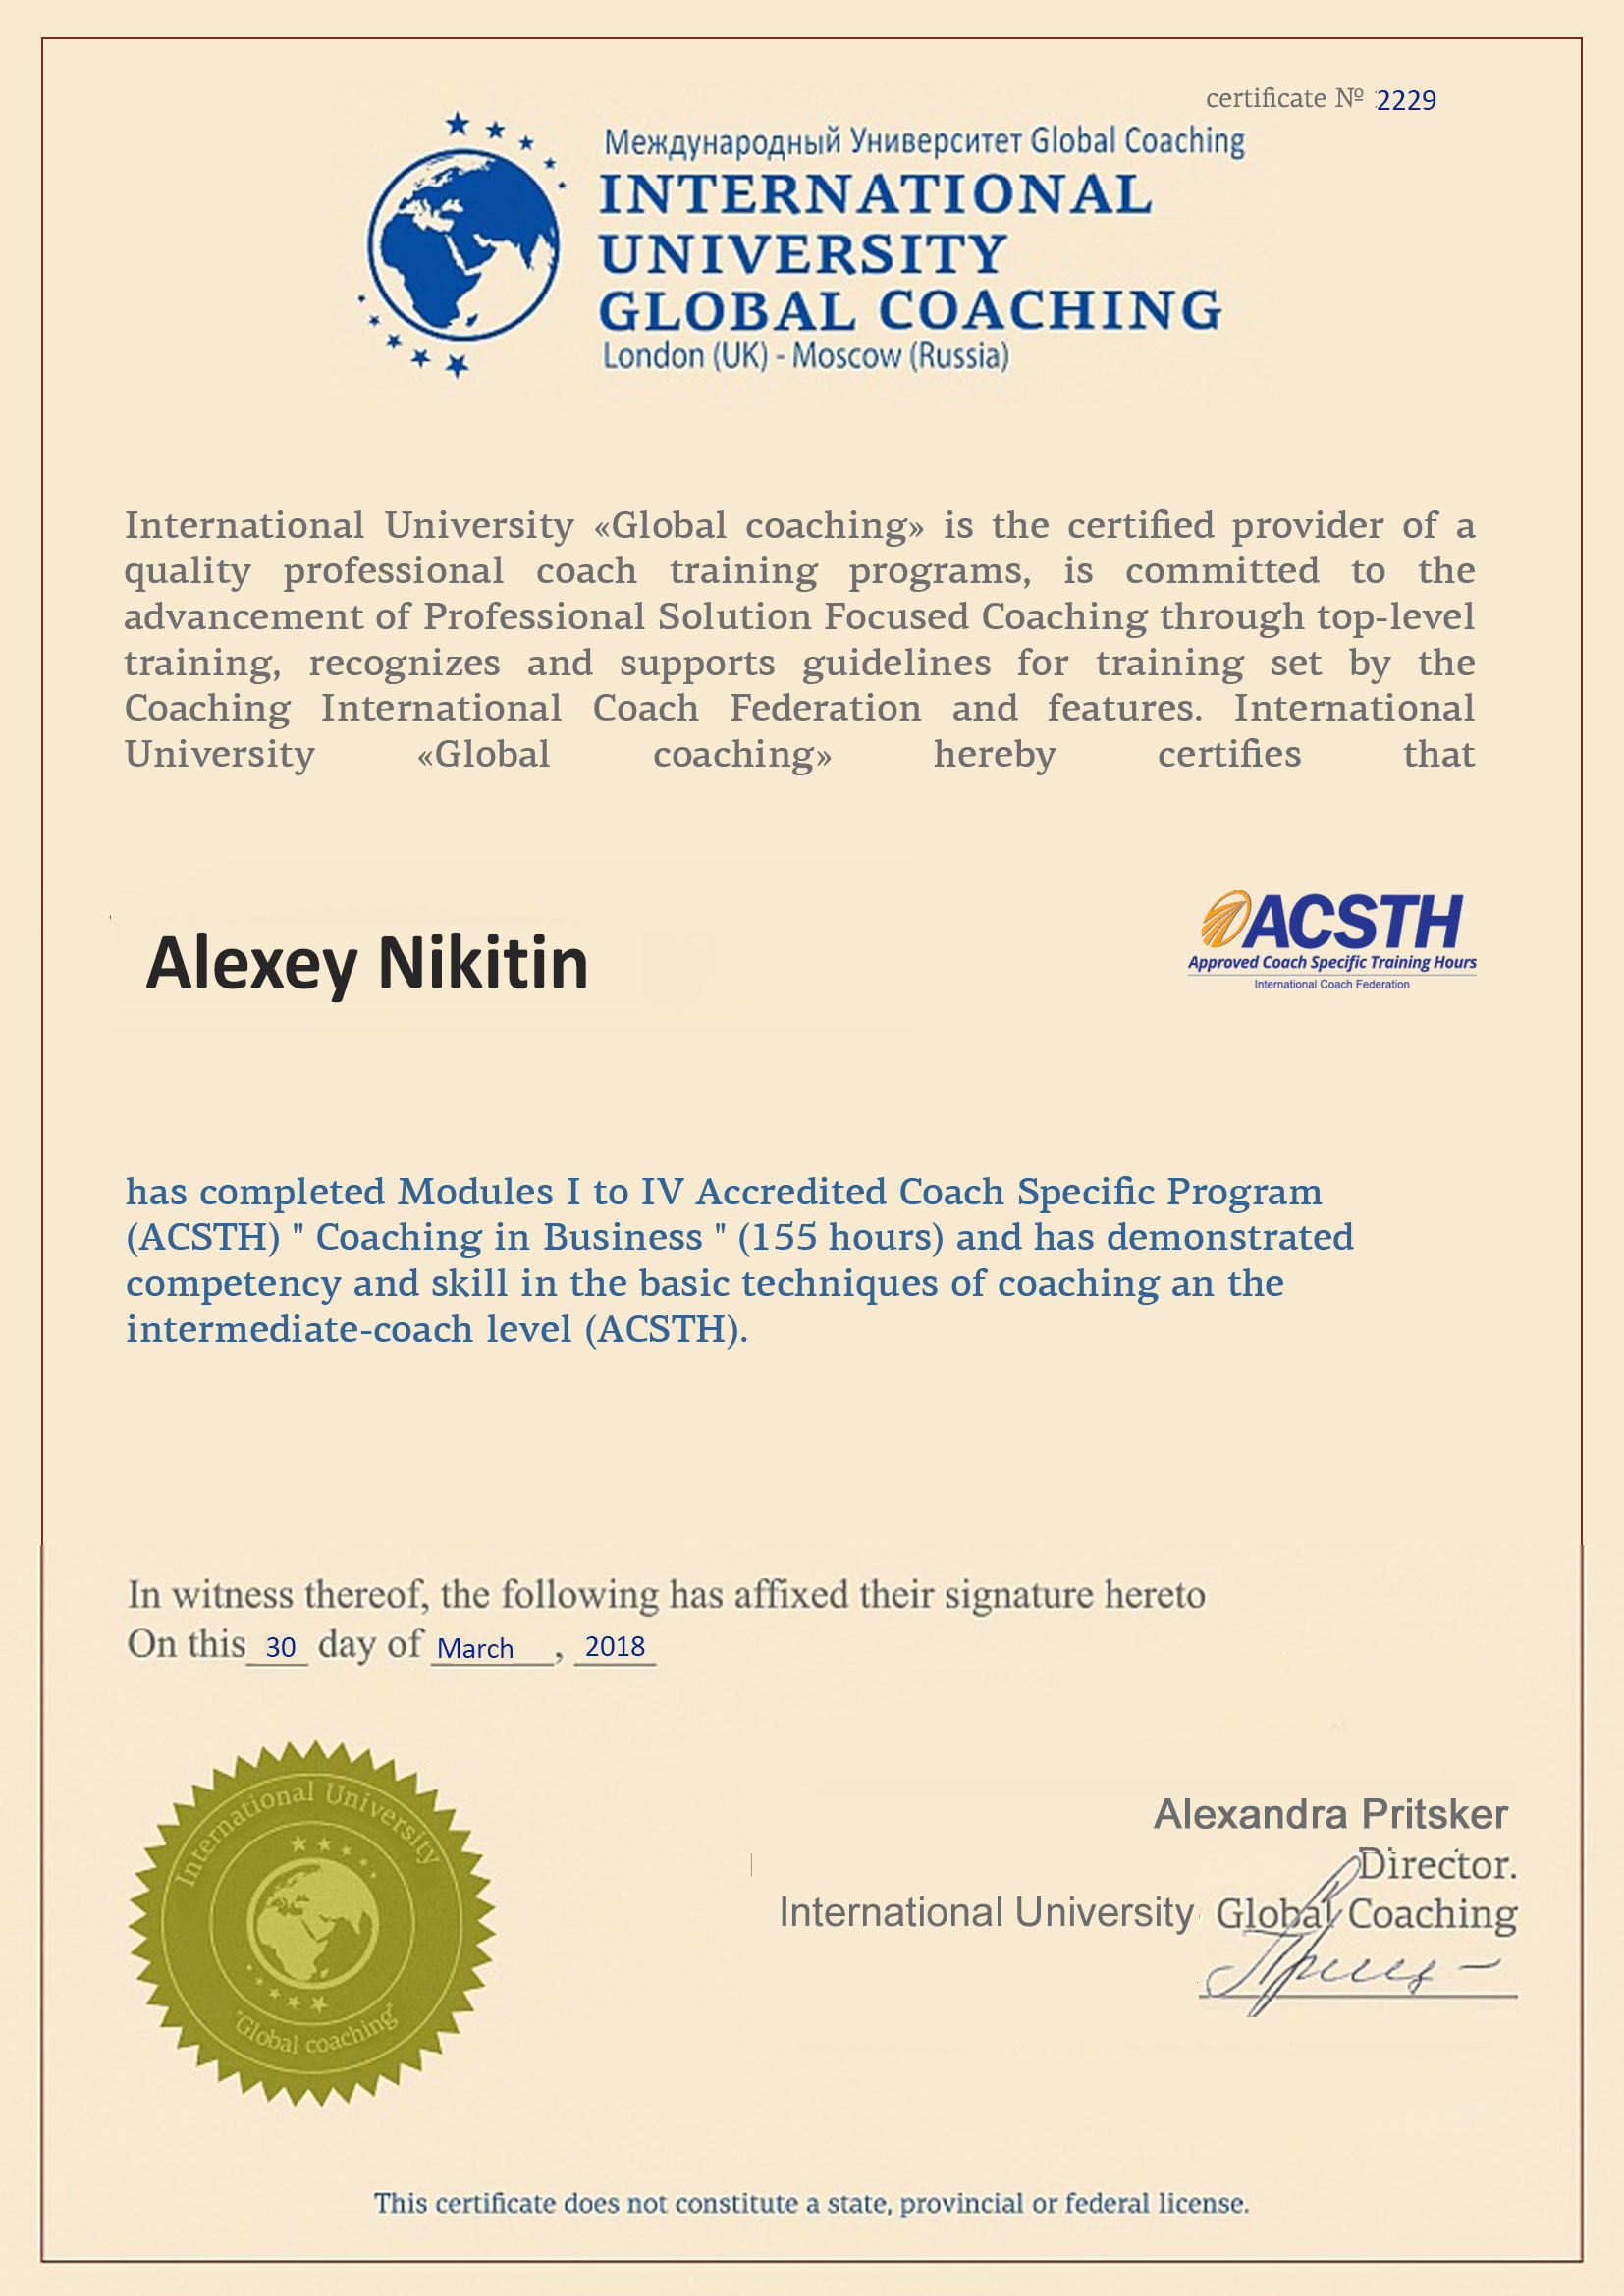 certificate № 2229
Международный Университет Global Coaching
INTERNATIONAL
UNIVERSITY
GLOBAL COACHING
London (UK) - Moscow (Russia)
International University «Global coaching» is the certified provider of a
quality professional coach training programs, is committed to the
advancement of Professional Solution Focused Coaching through top-level
training, recognizes and supports guidelines for training set by the
Coaching International Coach Federation and features. International
University «Global coaching» hereby certifies that
Alexey Nikitin
ACSTH
Approved Coach Specific Training Hours
International Coach Federation
has completed Modules I to IV Accredited Coach Specific Program
(ACSTH) " Coaching in Business " (155 hours) and has demonstrated
competency and skill in the basic techniques of coaching an the
intermediate-coach level (ACSTH).
In witness thereof, the following has affixed their signature hereto
On this 30 day of March , 2018
International University
"Global coaching"
Alexandra Pritsker
Director.
International University Global Coaching
This certificate does not constitute a state, provincial or federal license.